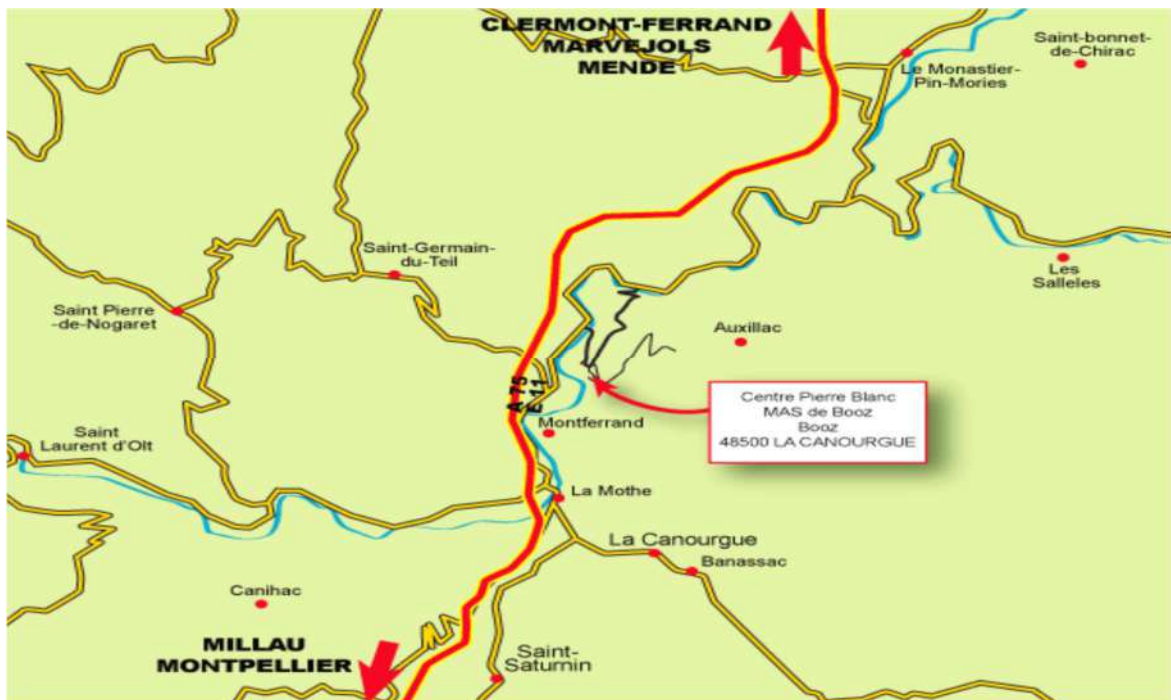 CLERMONT-FERRAND
MARVEJOLS
MENDE
Saint-bonnet-
de-Chirac
Le Monastier-
Pin-Mories
Saint-Germain-
du-Teil
Les
Salleles
Saint Pierre
-de-Nogaret
Auxillac
A 75
E 11
Centre Pierre Blanc
MAS de Booz
Booz
48500 LA CANOURGUE
Montferrand
Saint
Laurent d'Olt
La Mothe
La Canourgue
Banassac
Canihac
MILLAU
MONTPELLIER
Saint-
Saturnin